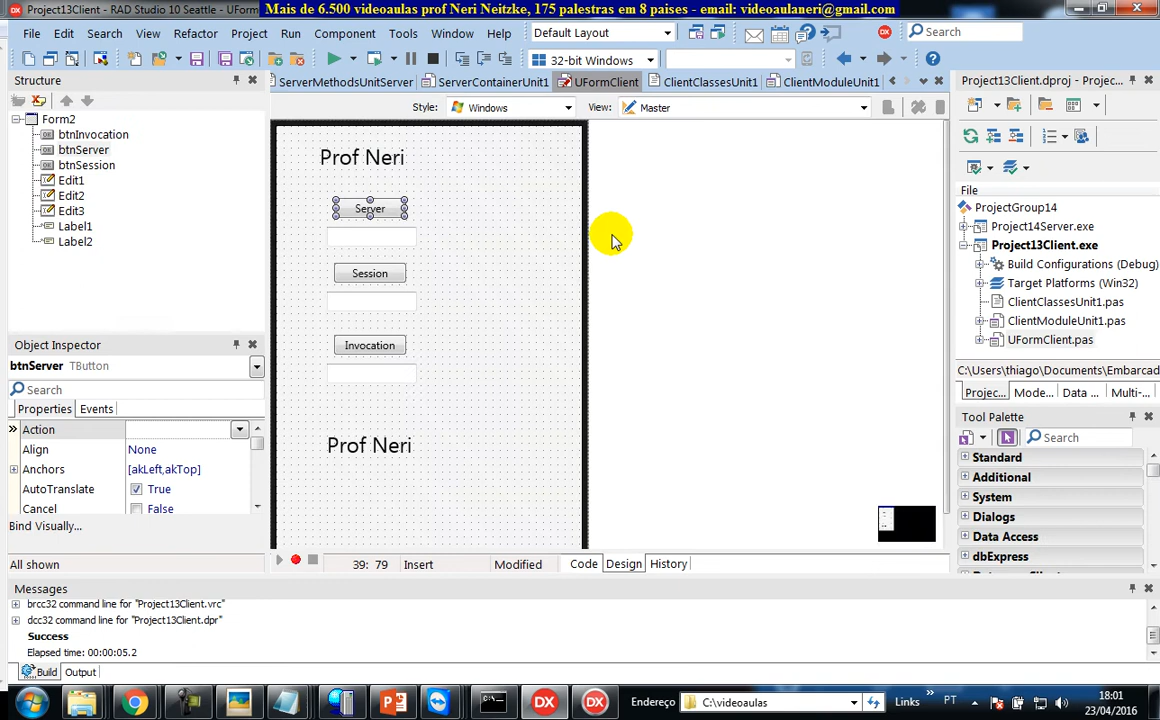 Project13Client - RAD Studio 10 Seattle - UForm
Mais de 6.500 videoaulas prof Neri Neitzke, 175 palestras em 8 paises - email: videoaulaneri@gmail.com
File Edit Search View Refactor Project Run Component Tools Window Help
Default Layout
Search
32-bit Windows
Structure
Form2
btnInvocation
btnServer
btnSession
Edit1
Edit2
Edit3
Label1
Label2
Object Inspector
btnServer TButton
Search
Properties Events
Action
Align None
Anchors [akLeft,akTop]
AutoTranslate True
Cancel False
Bind Visually...
All shown
ServerMethodsUnitServer ServerContainerUnit1 UFormClient ClientClassesUnit1 ClientModuleUnit1
Style: Windows View: Master
Prof Neri
Server
Session
Invocation
Prof Neri
39: 79 Insert Modified Code Design History
Project13Client.dproj - Projec...
File
ProjectGroup14
Project14Server.exe
Project13Client.exe
Build Configurations (Debug)
Target Platforms (Win32)
ClientClassesUnit1.pas
ClientModuleUnit1.pas
UFormClient.pas
C:\Users\thiago\Documents\Embarcad
Projec... Mode... Data ... Multi-...
Tool Palette
Search
Standard
Additional
System
Dialogs
Data Access
dbExpress
Messages
brcc32 command line for "Project13Client.vrc"
dcc32 command line for "Project13Client.dpr"
Success
Elapsed time: 00:00:05.2
Build Output
Endereço C:\videoaulas Links » PT 18:01
23/04/2016